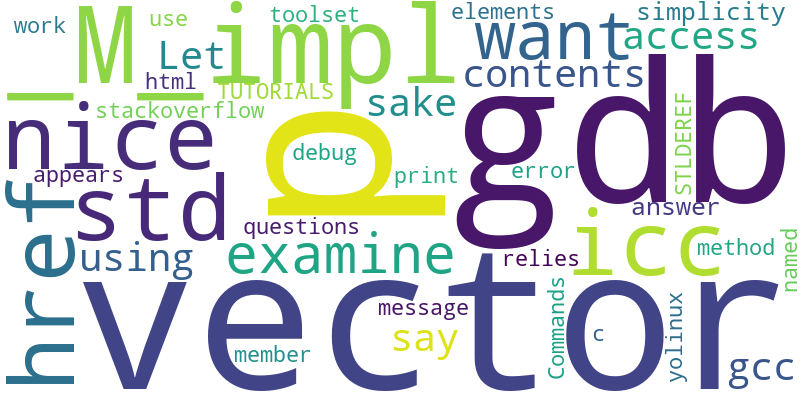 work
use
toolset
elements
simplicity
_M_impl
Let
want
access
html
TUTORIALS
contents
stackoverflow
sake
gdb
nice
p
debug
STLDEREF
appears
print
error
std
href
questions
answer
using
examine
icc
relies
method
named
vector
message
Commands
say
c
yolinux
member
gcc